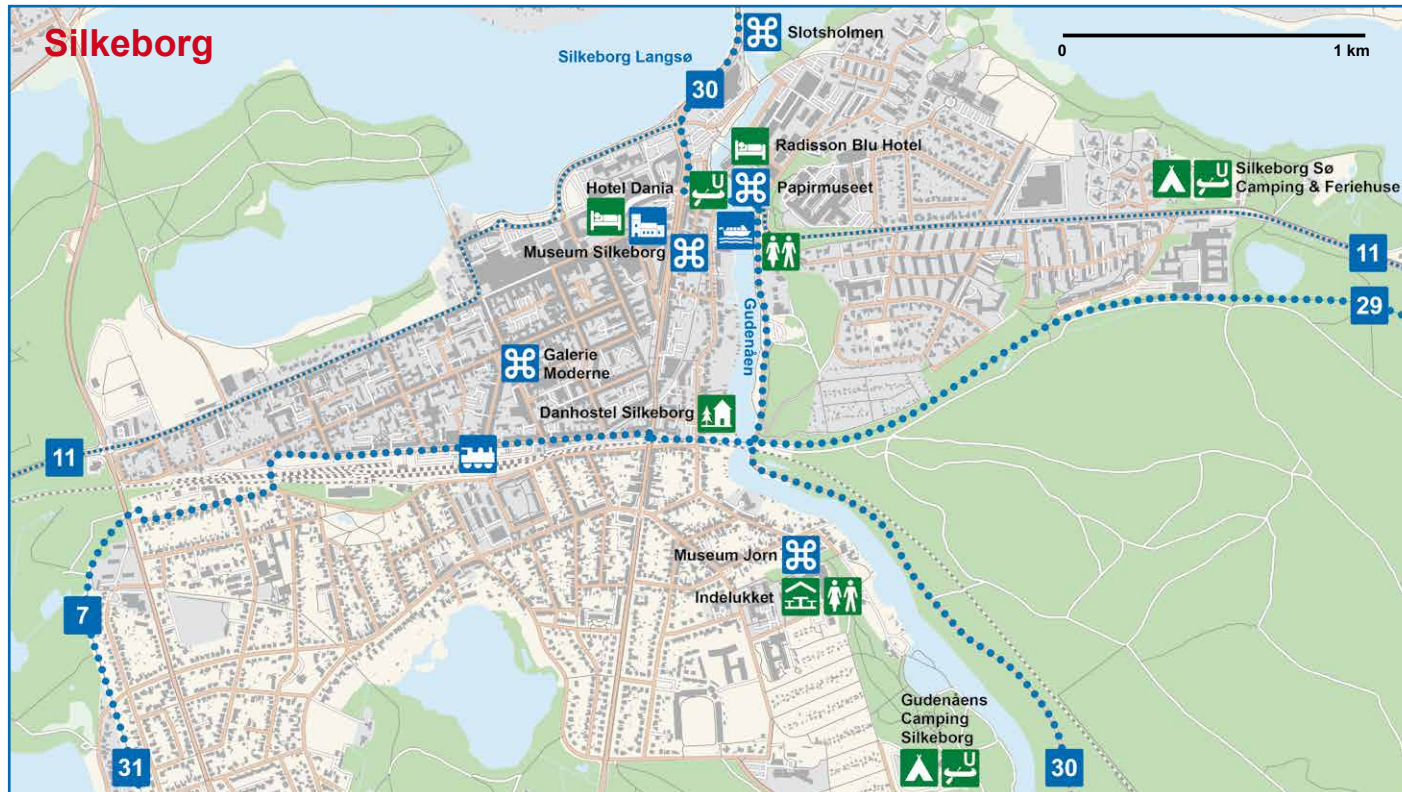 Silkeborg
Slotsholmen
0
1 km
Silkeborg Langsø
30
Radisson Blu Hotel
Hotel Dania
U
Papirmuseet
U
Silkeborg Sø
Camping & Feriehuse
Museum Silkeborg
11
29
Gudenåen
Galerie
Moderne
Danhostel Silkeborg
11
Museum Jorn
Indelukket
7
Gudenåens
Camping
Silkeborg
U
31
30